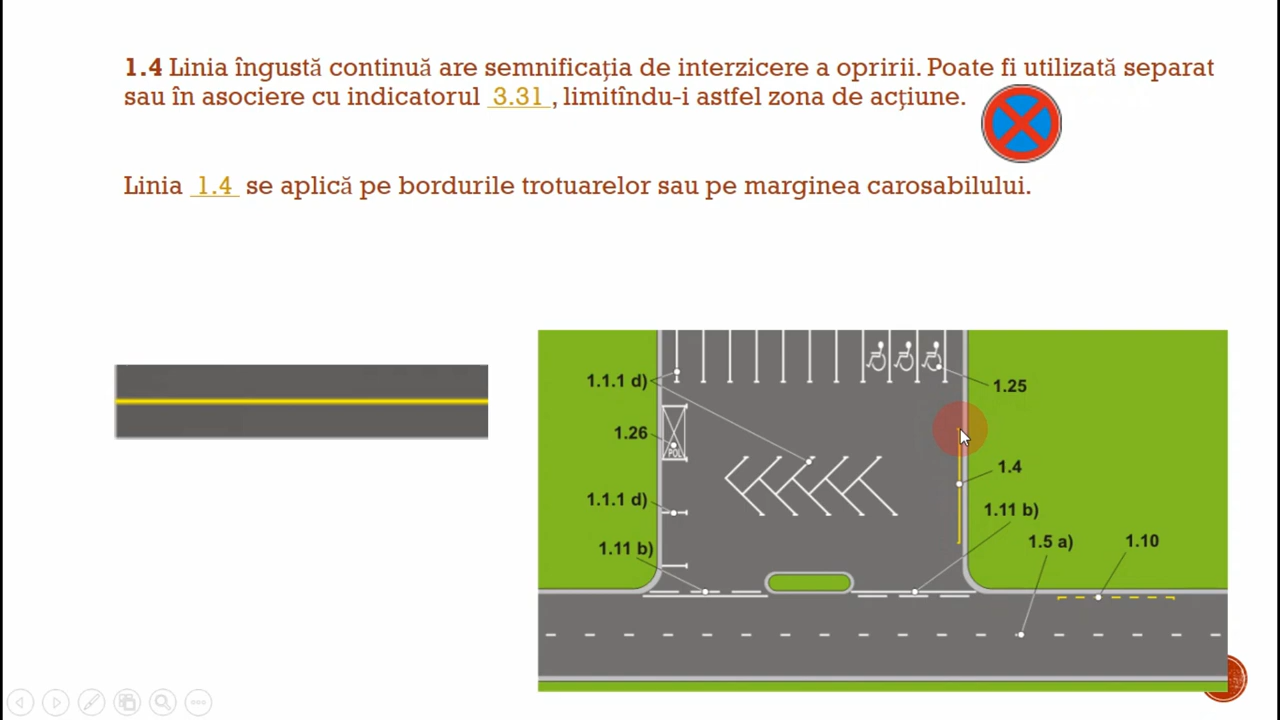 1.4 Linia îngustă continuă are semnificația de interzicere a opririi. Poate fi utilizată separat
sau în asociere cu indicatorul 3.31 , limitîndu-i astfel zona de acțiune.
Linia 1.4 se aplică pe bordurile trotuarelor sau pe marginea carosabilului.
1.1.1 d)
1.25
1.26
POL
1.4
1.1.1 d)
1.11 b)
1.11 b)
1.5 a)
1.10